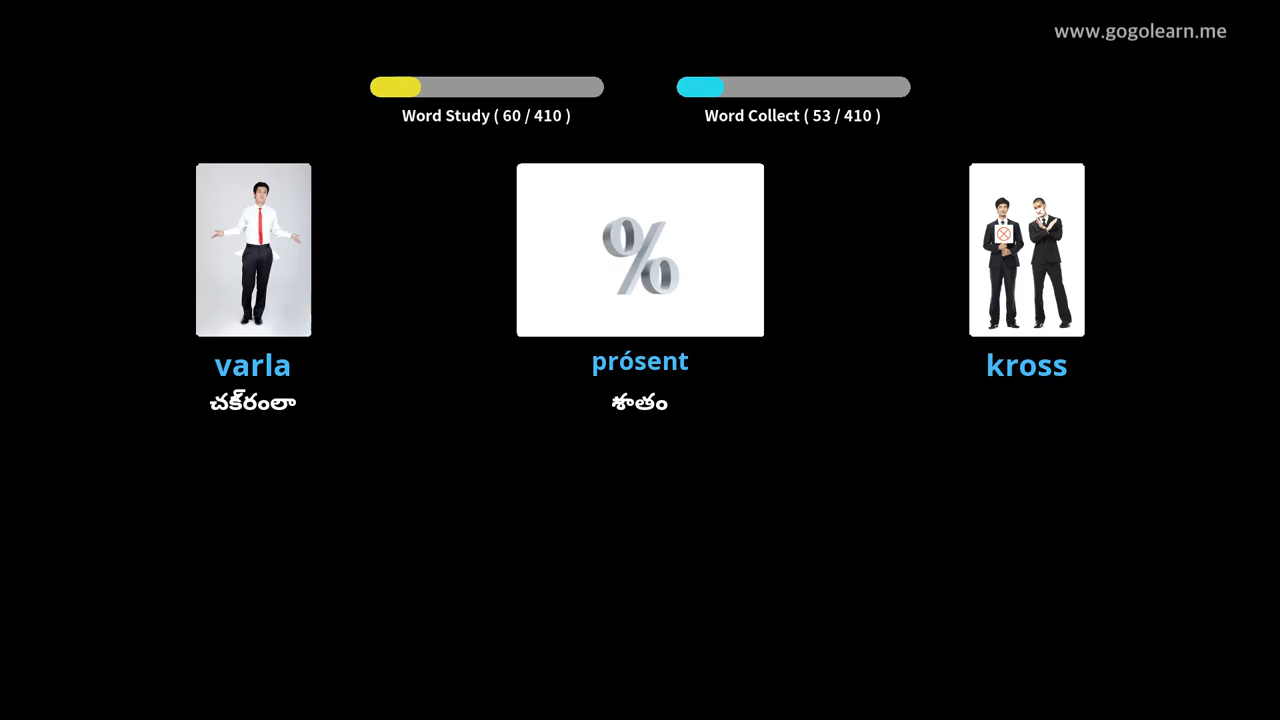 www.gogolearn.me
Word Study ( 60 / 410 )
Word Collect ( 53 / 410 )
varla
prósent
kross
చక్రంలా
శాతం